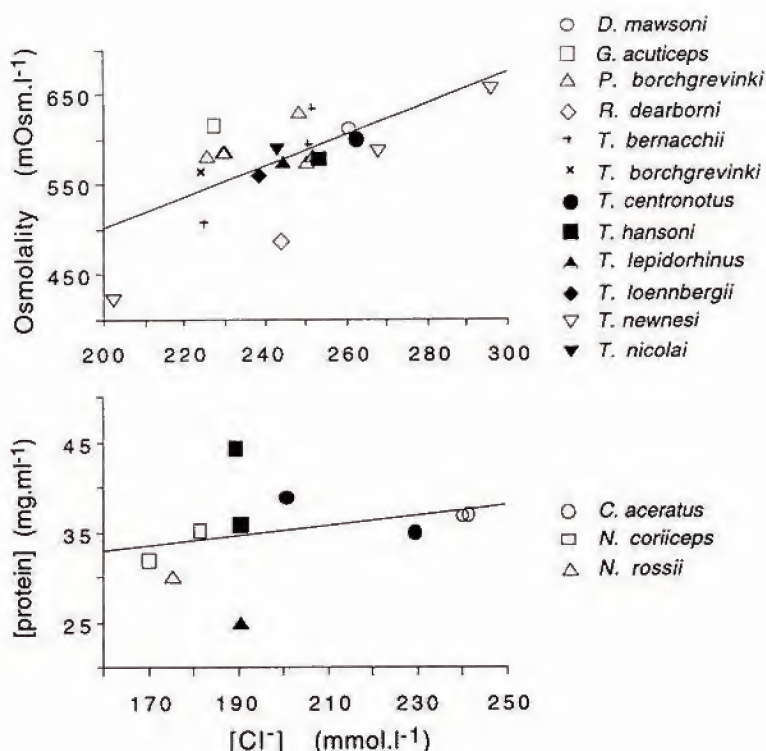 Osmolality (mOsm.l-1)
650
550
450
200 220 240 260 280 300
D. mawsoni
G. acuticeps
P. borchgrevinki
R. dearborni
T. bernacchii
T. borchgrevinki
T. centronotus
T. hansoni
T. lepidorhinus
T. loennbergii
T. newnesi
T. nicolai
[protein] (mg.ml-1)
45
35
25
170 190 210 230 250
[Cl-] (mmol.l-1)
C. aceratus
N. coriiceps
N. rossii